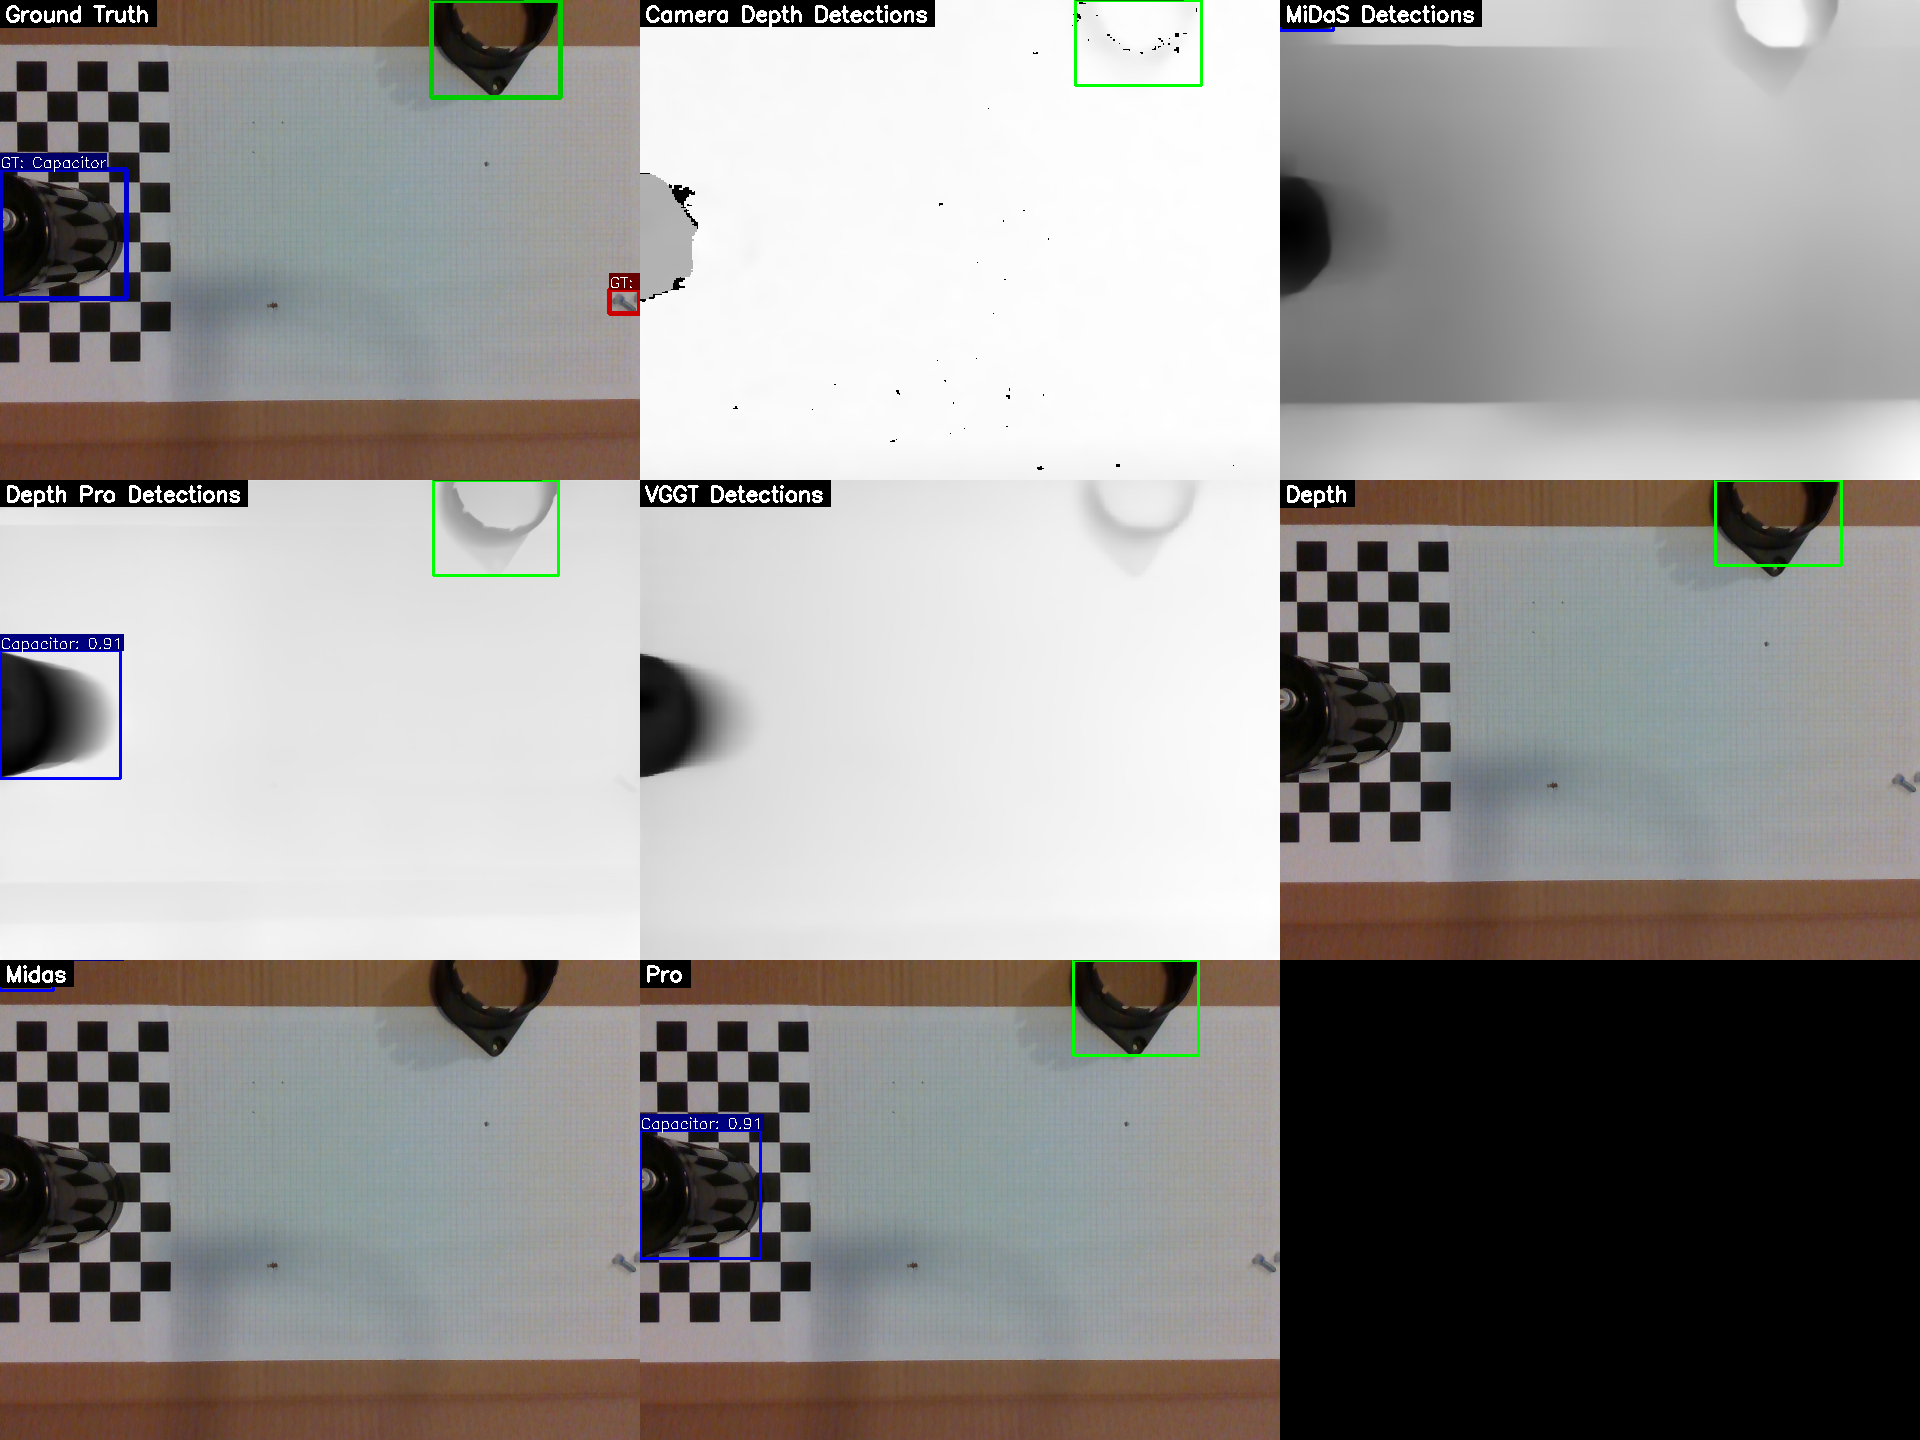 Ground Truth
Camera Depth Detections
MiDaS Detections
GT: Capacitor
GT:
Depth Pro Detections
VGGT Detections
Depth
Capacitor: 0.91
Midas
Pro
Capacitor: 0.91